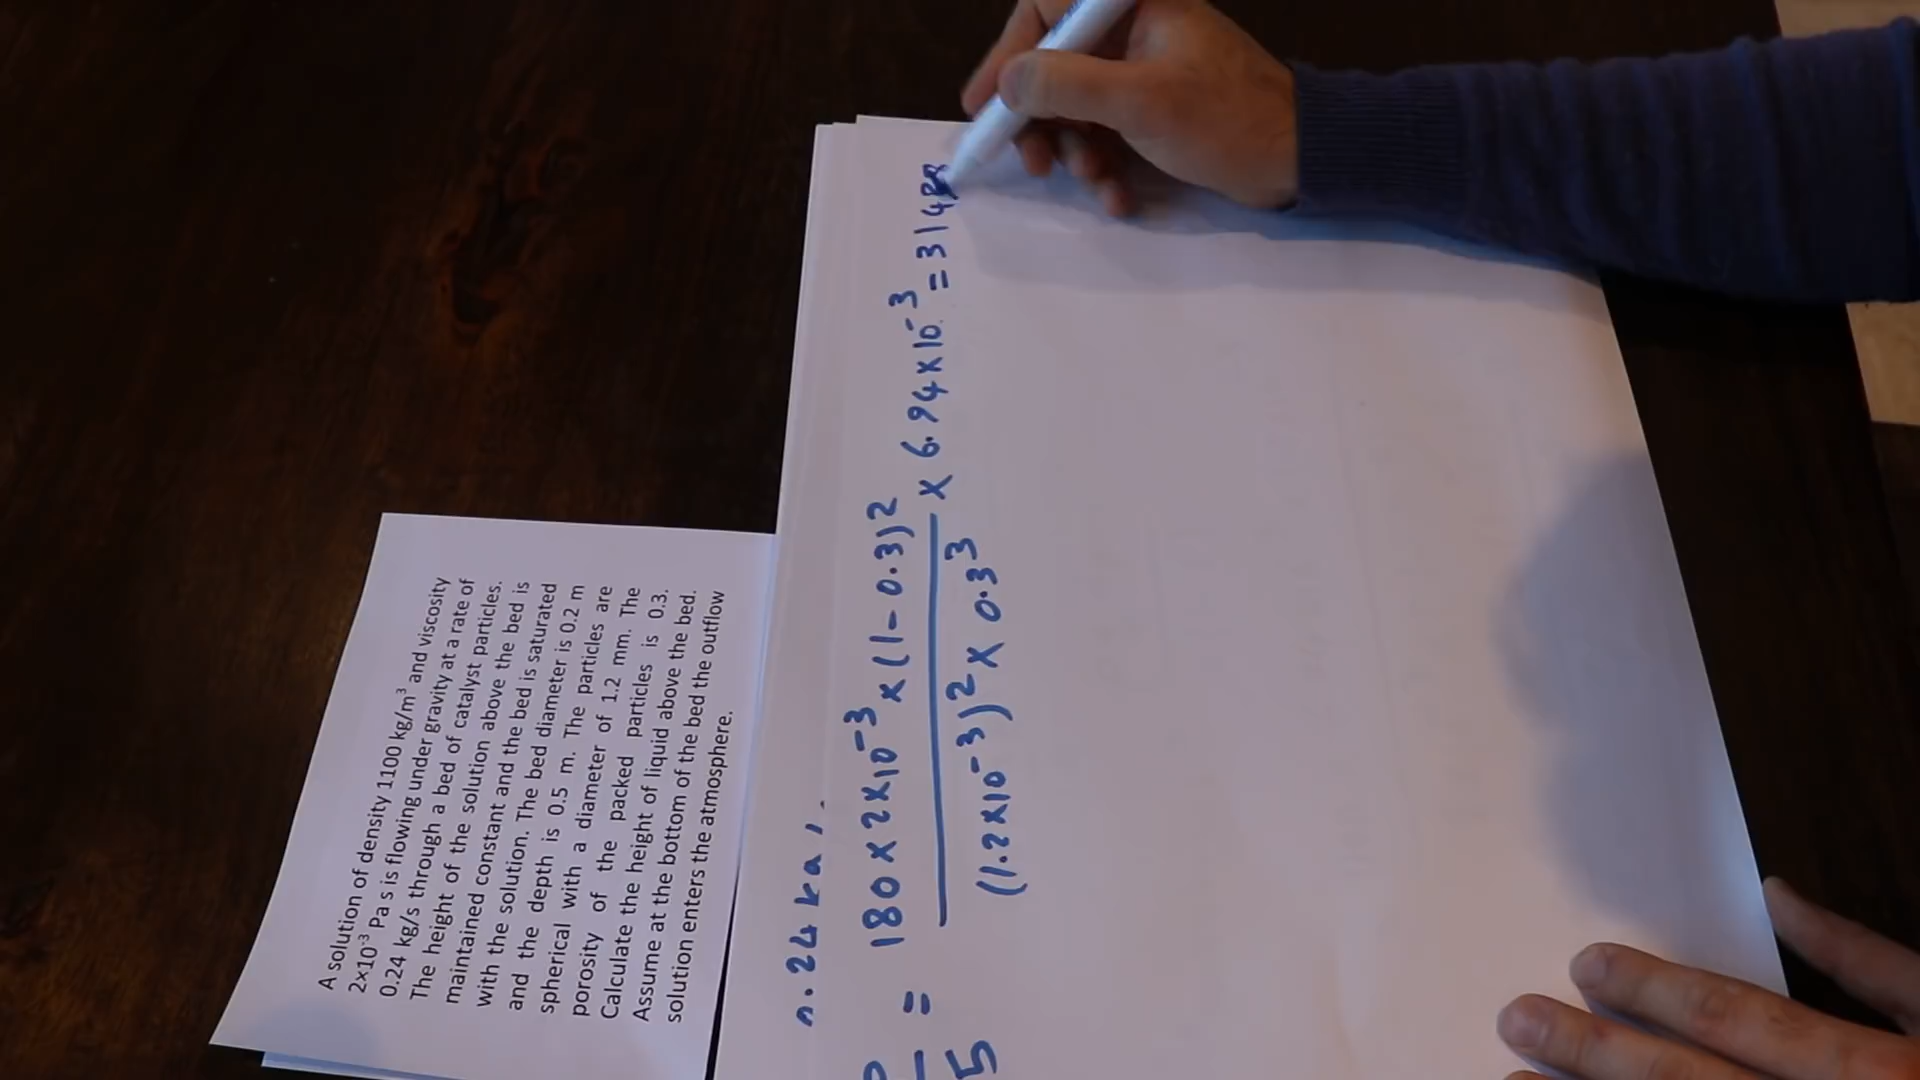 A solution of density 1100 kg/m³ and viscosity
2×10⁻³ Pa s is flowing under gravity at a rate of
0.24 kg/s through a bed of catalyst particles.
The height of the solution above the bed is
maintained constant and the bed is saturated
with the solution. The bed diameter is 0.2 m
and the depth is 0.5 m. The particles are
spherical with a diameter of 1.2 mm. The
porosity of the packed particles is 0.3.
Calculate the height of liquid above the bed.
Assume at the bottom of the bed the outflow
solution enters the atmosphere.
0.24 kg/
5 = 180 × 2×10⁻³ × (1-0.3)² × 6.94×10⁻³ = 314
(1.2×10⁻³)² × 0.3³